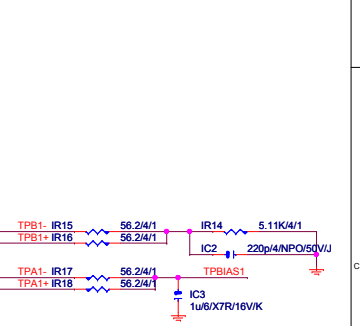 TPB1- IR15 56.2/4/1 IR14 5.11K/4/1
TPB1+ IR16 56.2/4/1
IC2 220p/4/NPO/50V/J
C
TPA1- IR17 56.2/4/1 TPBIAS1
TPA1+ IR18 56.2/4/1
IC3
1u/6/X7R/16V/K